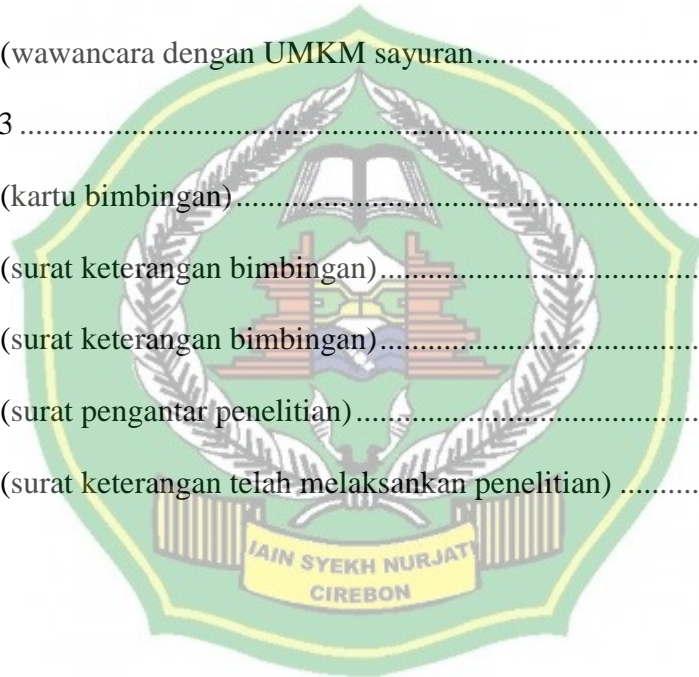 (wawancara dengan UMKM sayuran........................
3 ....................................................................................
(kartu bimbingan).........................................................
(surat keterangan bimbingan).......................................
(surat keterangan bimbingan).......................................
(surat pengantar penelitian)..........................................
(surat keterangan telah melaksankan penelitian) ..........
IAIN SYEKH NURJATI
CIREBON